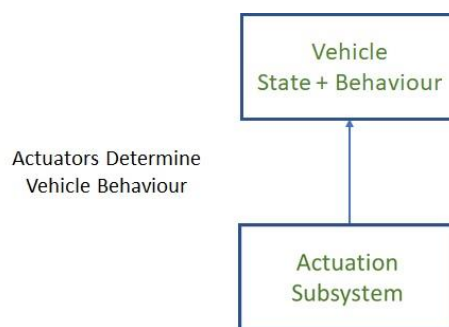 Vehicle
State + Behaviour
Actuators Determine
Vehicle Behaviour
Actuation
Subsystem